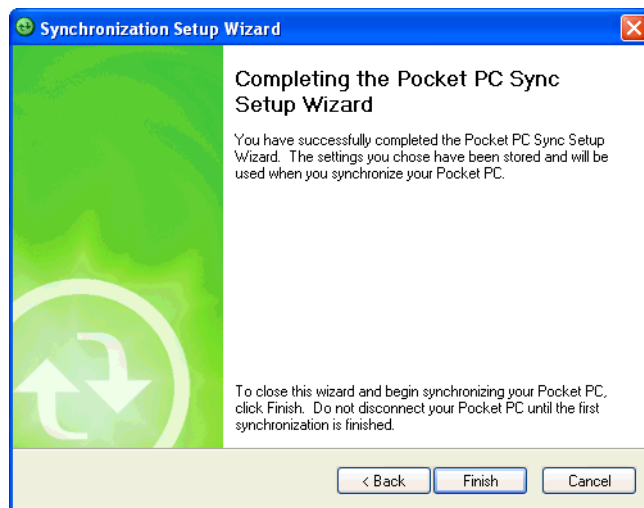 Synchronization Setup Wizard
Completing the Pocket PC Sync
Setup Wizard
You have successfully completed the Pocket PC Sync Setup
Wizard. The settings you chose have been stored and will be
used when you synchronize your Pocket PC.
To close this wizard and begin synchronizing your Pocket PC,
click Finish. Do not disconnect your Pocket PC until the first
synchronization is finished.
< Back Finish Cancel